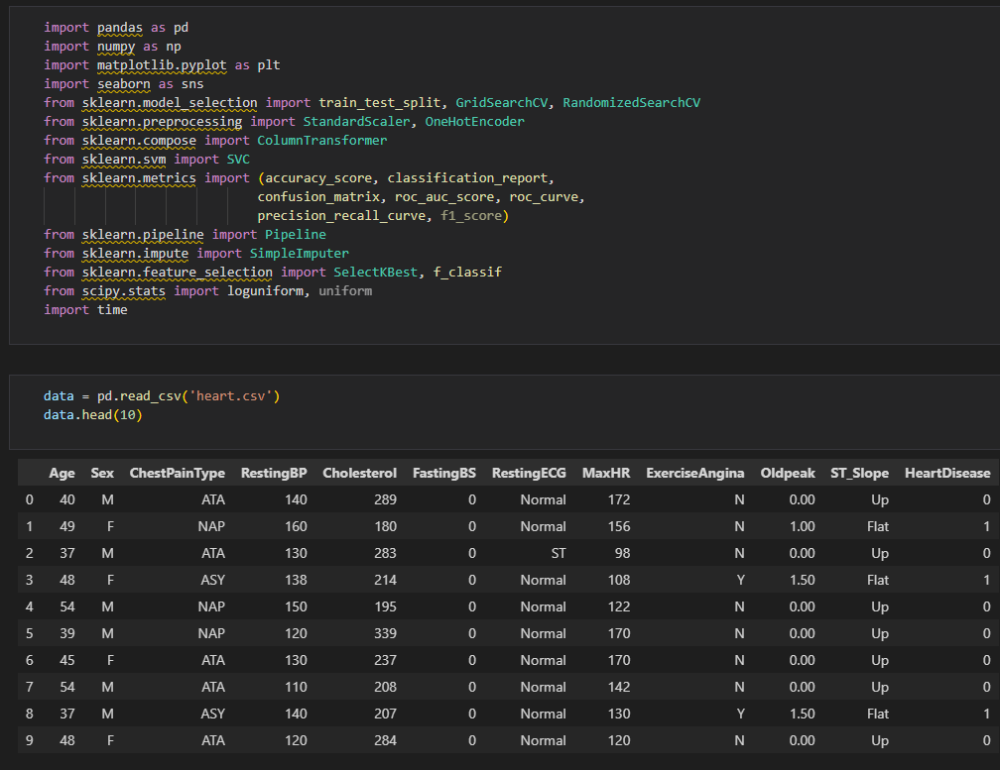 import pandas as pd
import numpy as np
import matplotlib.pyplot as plt
import seaborn as sns
from sklearn.model_selection import train_test_split, GridSearchCV, RandomizedSearchCV
from sklearn.preprocessing import StandardScaler, OneHotEncoder
from sklearn.compose import ColumnTransformer
from sklearn.svm import SVC
from sklearn.metrics import (accuracy_score, classification_report,
                            confusion_matrix, roc_auc_score, roc_curve,
                            precision_recall_curve, f1_score)
from sklearn.pipeline import Pipeline
from sklearn.impute import SimpleImputer
from sklearn.feature_selection import SelectKBest, f_classif
from scipy.stats import loguniform, uniform
import time
data = pd.read_csv('heart.csv')
data.head(10)
Age Sex ChestPainType RestingBP Cholesterol FastingBS RestingECG MaxHR ExerciseAngina Oldpeak ST_Slope HeartDisease
0 40 M ATA 140 289 0 Normal 172 N 0.00 Up 0
1 49 F NAP 160 180 0 Normal 156 N 1.00 Flat 1
2 37 M ATA 130 283 0 ST 98 N 0.00 Up 0
3 48 F ASY 138 214 0 Normal 108 Y 1.50 Flat 1
4 54 M NAP 150 195 0 Normal 122 N 0.00 Up 0
5 39 M NAP 120 339 0 Normal 170 N 0.00 Up 0
6 45 F ATA 130 237 0 Normal 170 N 0.00 Up 0
7 54 M ATA 110 208 0 Normal 142 N 0.00 Up 0
8 37 M ASY 140 207 0 Normal 130 Y 1.50 Flat 1
9 48 F ATA 120 284 0 Normal 120 N 0.00 Up 0